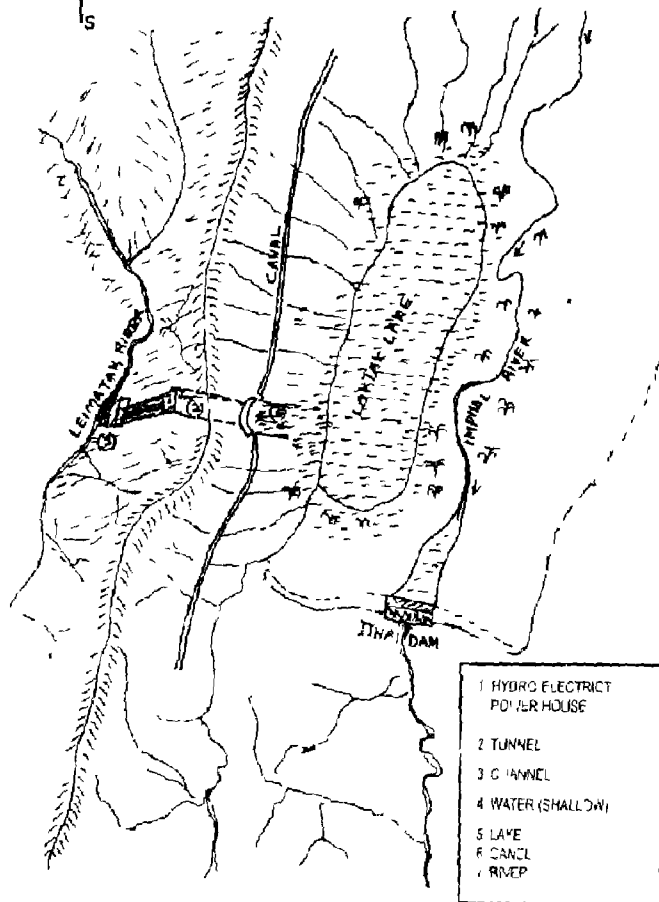 S
CANAL
LEIMATAK RIVER
LOKTAK LAKE
IMPHAL RIVER
ITHAI DAM
1 HYDRO ELECTRICT
POWER HOUSE
2 TUNNEL
3 CHANNEL
4 WATER (SHALLOW)
5 LAKE
6 CANEL
7 RIVER